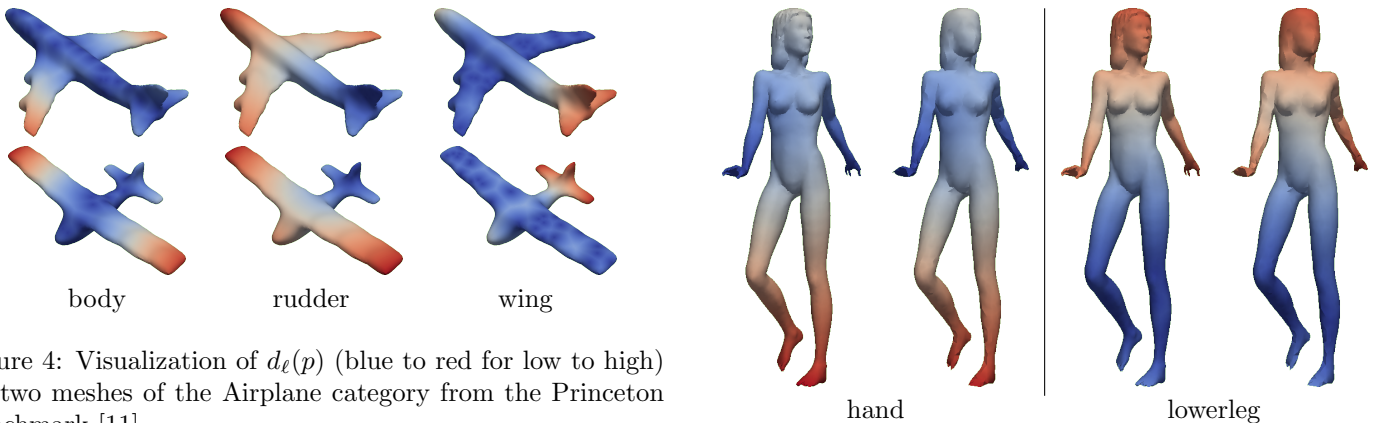 body rudder wing
ure 4: Visualization of dℓ(p) (blue to red for low to high)
two meshes of the Airplane category from the Princeton
[11]
hand lowerleg